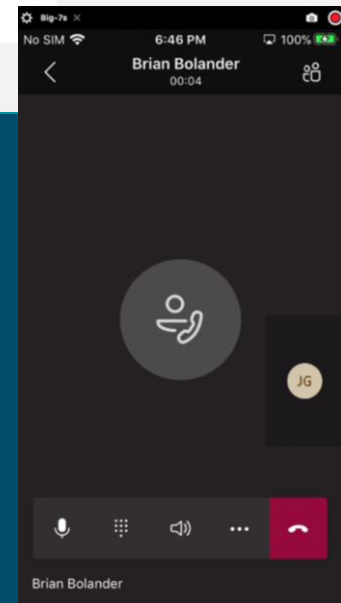 Big-7s
No SIM 6:46 PM 100%
Brian Bolander
00:04
JG
Brian Bolander